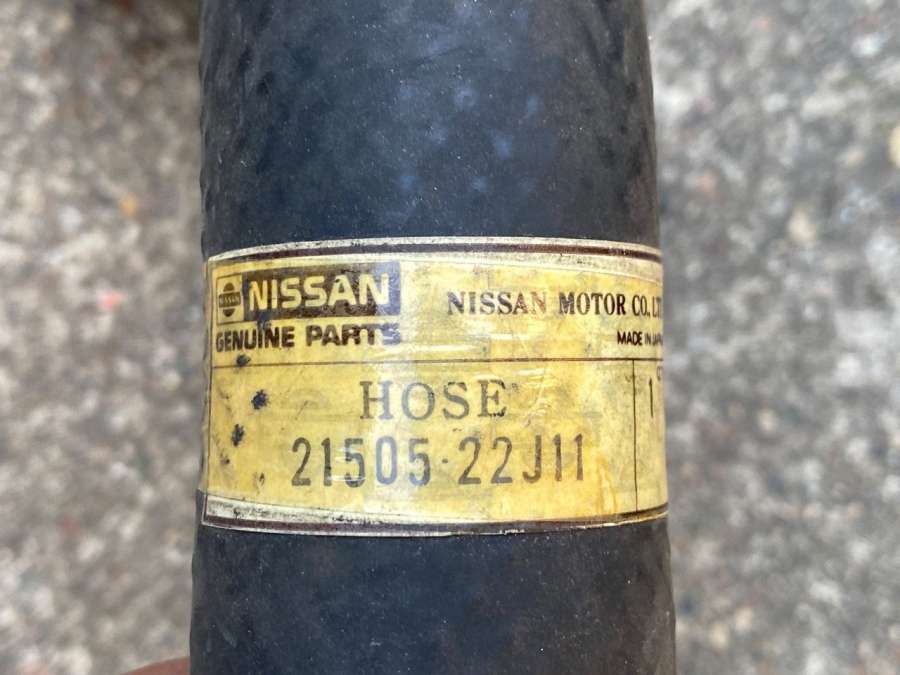 NISSAN
GENUINE PARTS
NISSAN MOTOR CO., LT
MADE IN JAPA
HOSE
1
21505-22J11